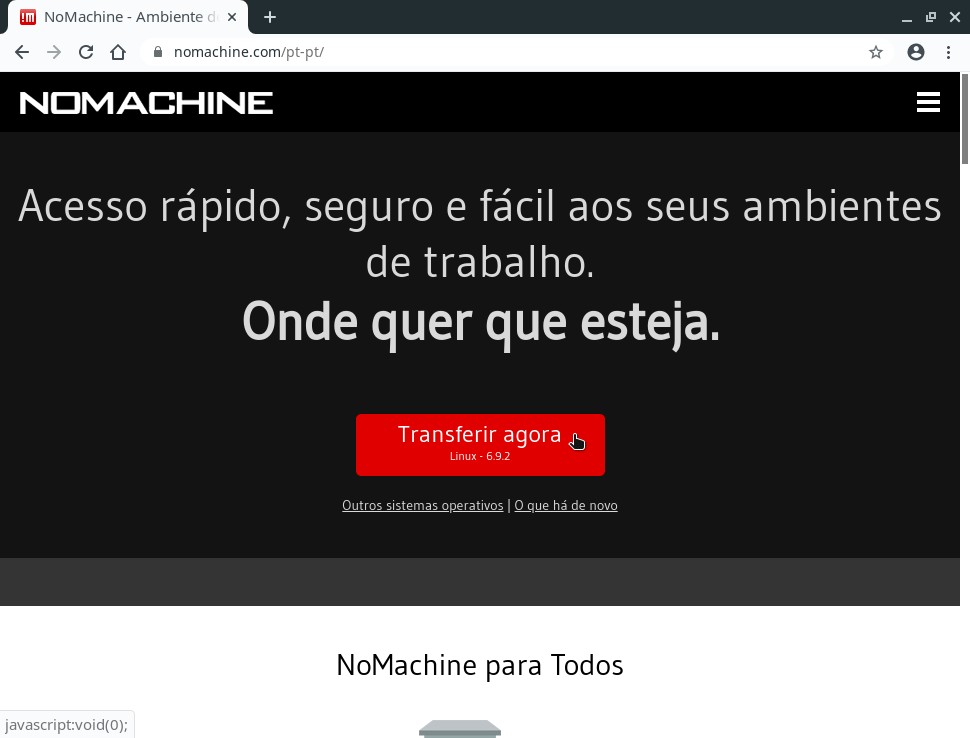 !M NoMachine - Ambiente d
nomachine.com/pt-pt/
NOMACHINE
Acesso rápido, seguro e fácil aos seus ambientes
de trabalho.
Onde quer que esteja.
Transferir agora
Linux - 6.9.2
Outros sistemas operativos | O que há de novo
NoMachine para Todos
javascript:void(0);